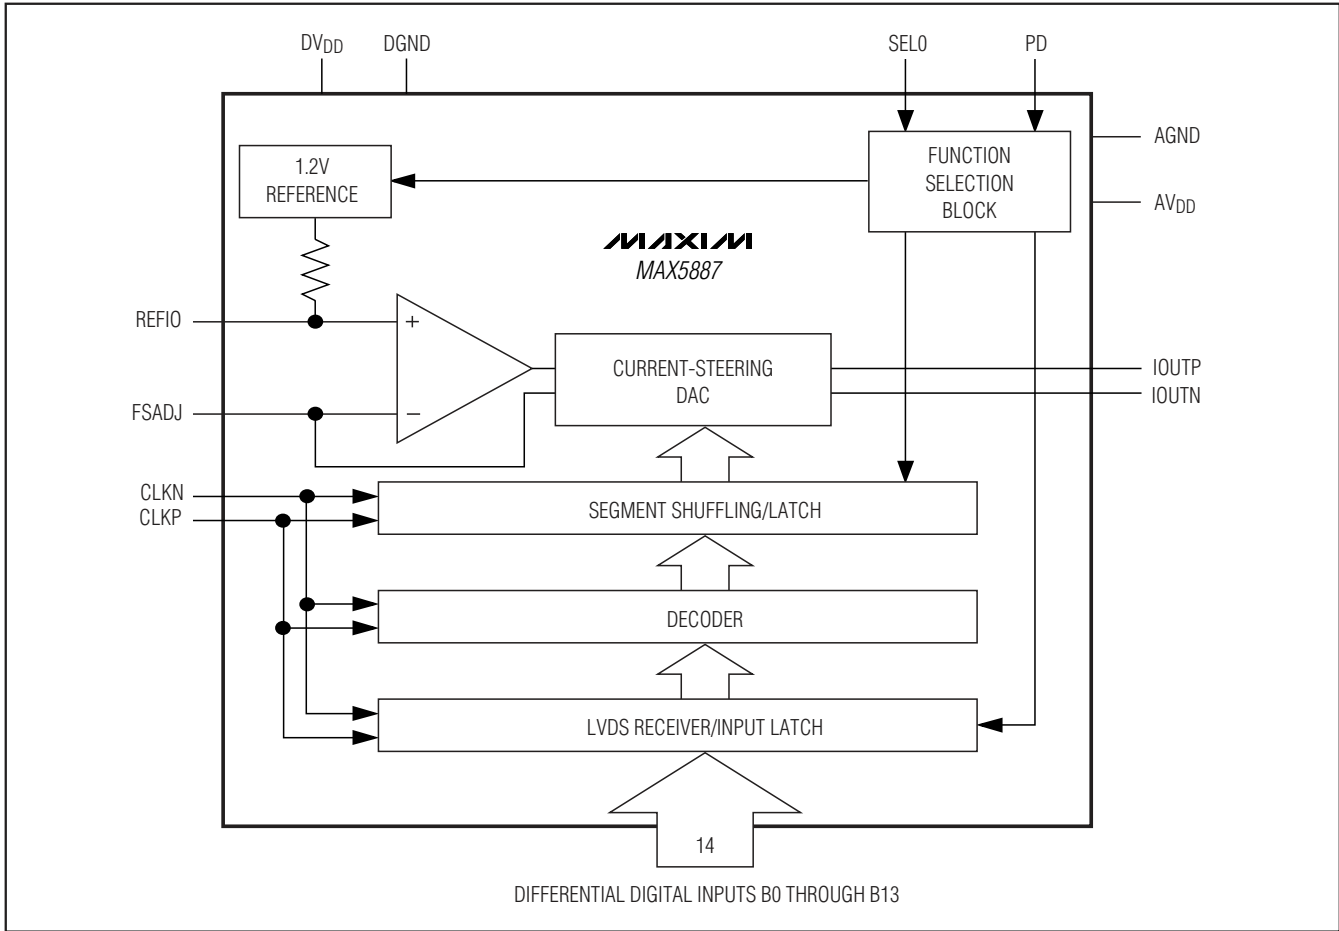 DVDD DGND SEL0 PD
AGND
AVDD
1.2V
REFERENCE
FUNCTION
SELECTION
BLOCK
MAXIM
MAX5887
REFIO
+
FSADJ
−
CURRENT-STEERING
DAC
IOUTP
IOUTN
CLKN
CLKP
SEGMENT SHUFFLING/LATCH
DECODER
LVDS RECEIVER/INPUT LATCH
14
DIFFERENTIAL DIGITAL INPUTS B0 THROUGH B13